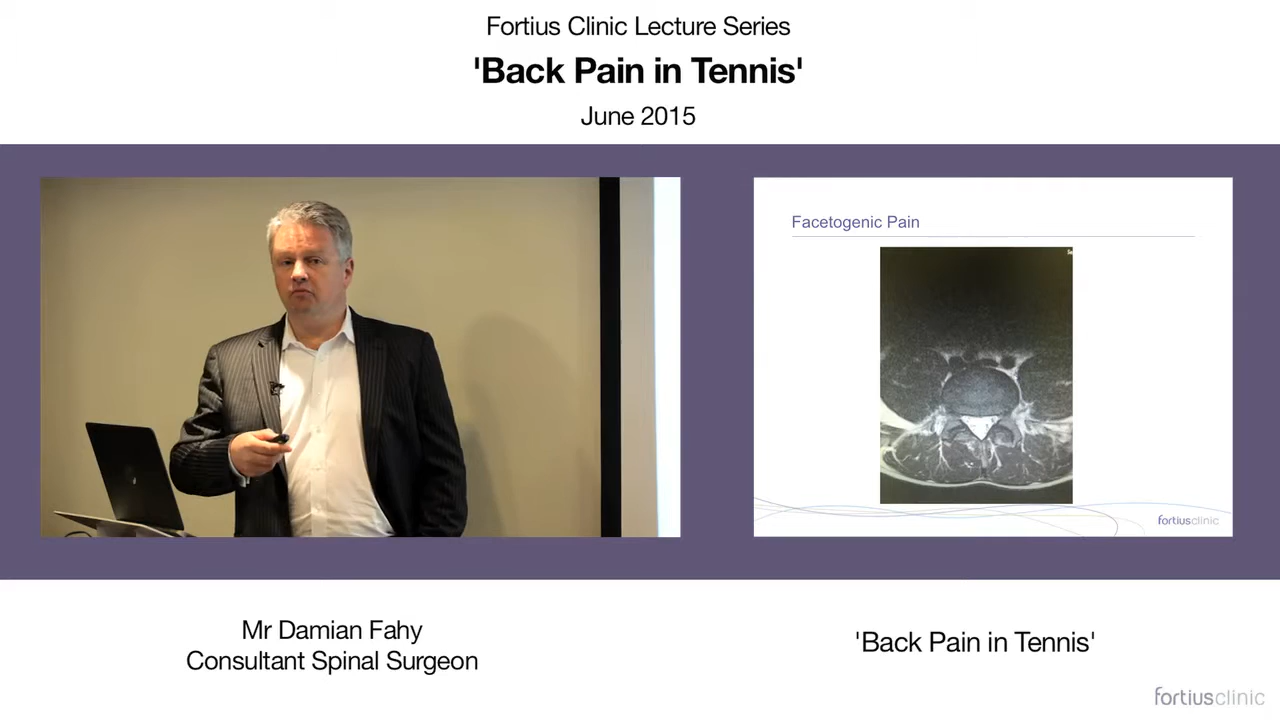 Fortius Clinic Lecture Series
'Back Pain in Tennis'
June 2015
Facetogenic Pain
fortiusclinic
Mr Damian Fahy
Consultant Spinal Surgeon
'Back Pain in Tennis'
fortiusclinic